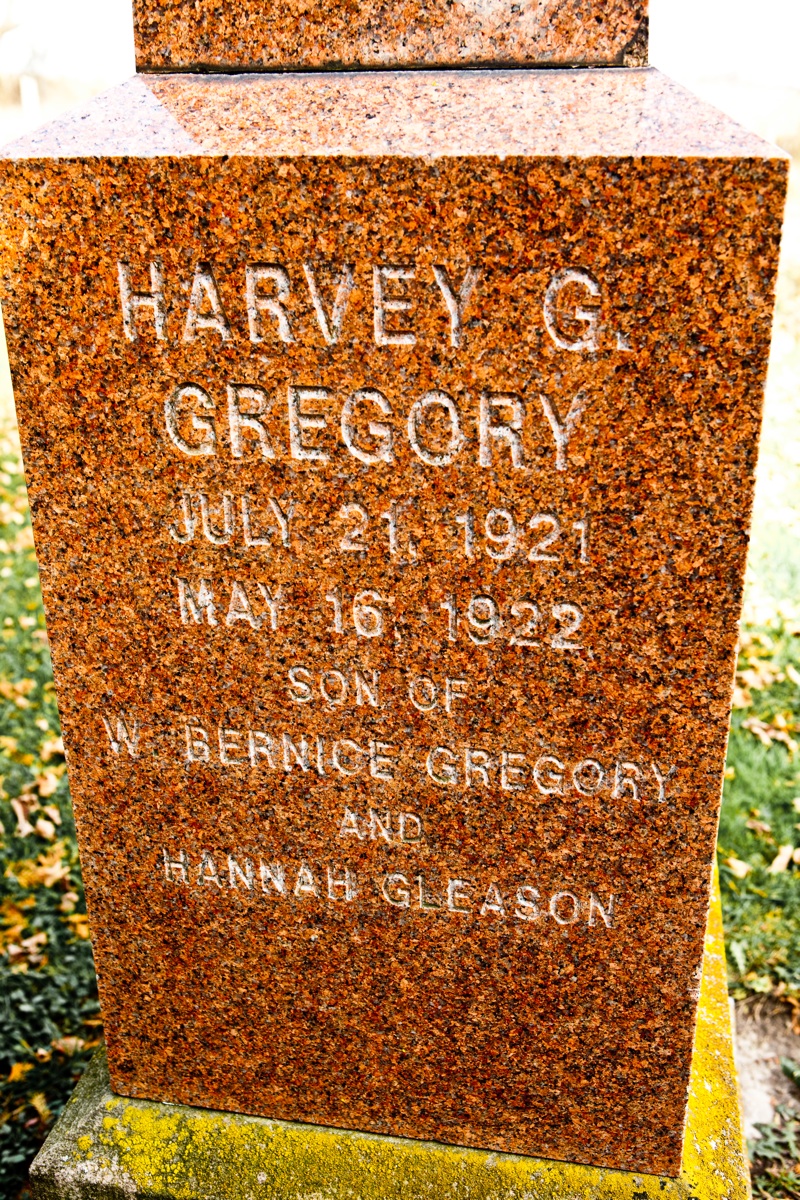 HARVEY G.
GREGORY
JULY 21, 1921
MAY 16, 1922
SON OF
W BERNICE GREGORY
AND
HANNAH GLEASON